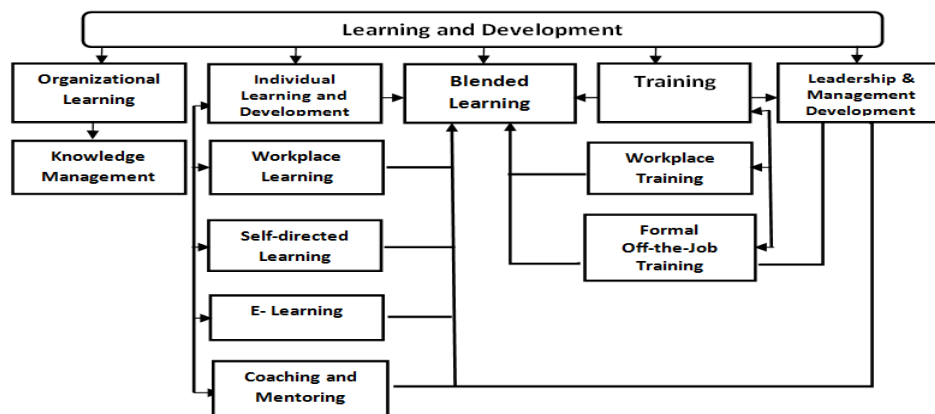 Learning and Development
Organizational
Learning
Individual
Learning and
Development
Blended
Learning
Training
Leadership &
Management
Development
Knowledge
Management
Workplace
Learning
Workplace
Training
Self-directed
Learning
Formal
Off-the-Job
Training
E- Learning
Coaching and
Mentoring